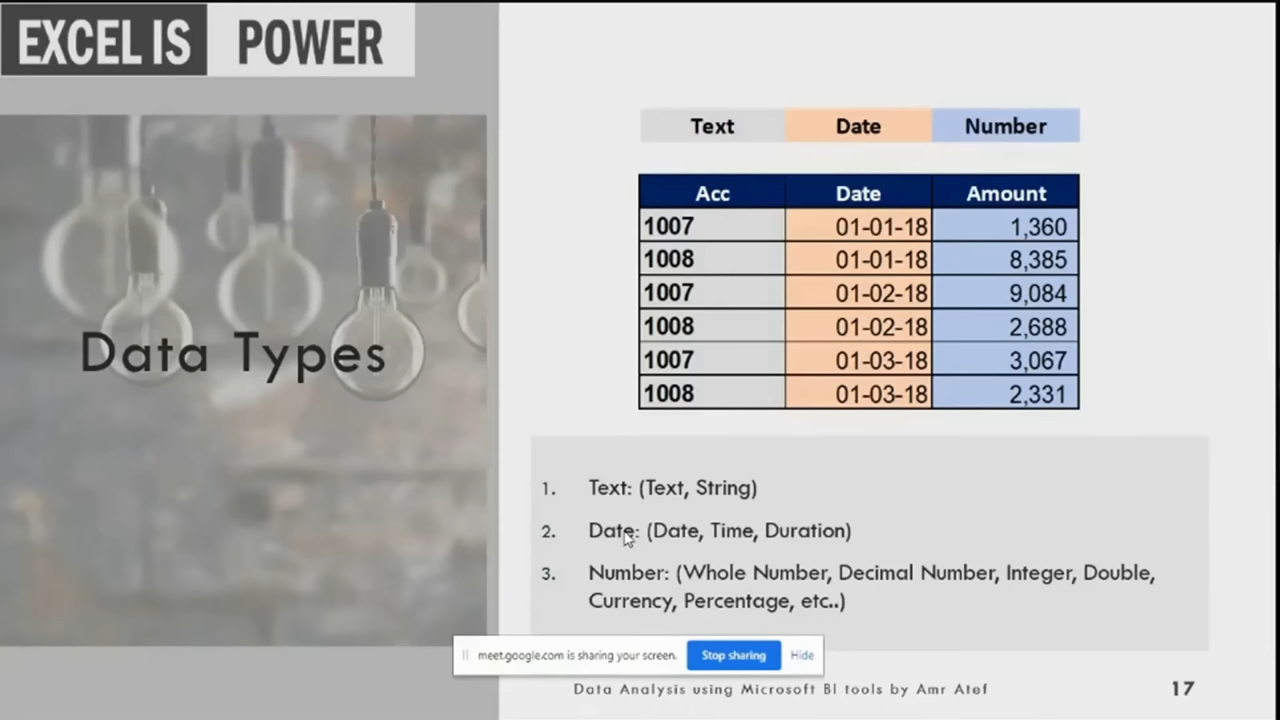 EXCEL IS POWER
Data Types
Text Date Number
Acc Date Amount
1007 01-01-18 1,360
1008 01-01-18 8,385
1007 01-02-18 9,084
1008 01-02-18 2,688
1007 01-03-18 3,067
1008 01-03-18 2,331
1. Text: (Text, String)
2. Date: (Date, Time, Duration)
3. Number: (Whole Number, Decimal Number, Integer, Double,
Currency, Percentage, etc..)
meet.google.com is sharing your screen. Stop sharing Hide
Data Analysis using Microsoft BI tools by Amr Atef 17